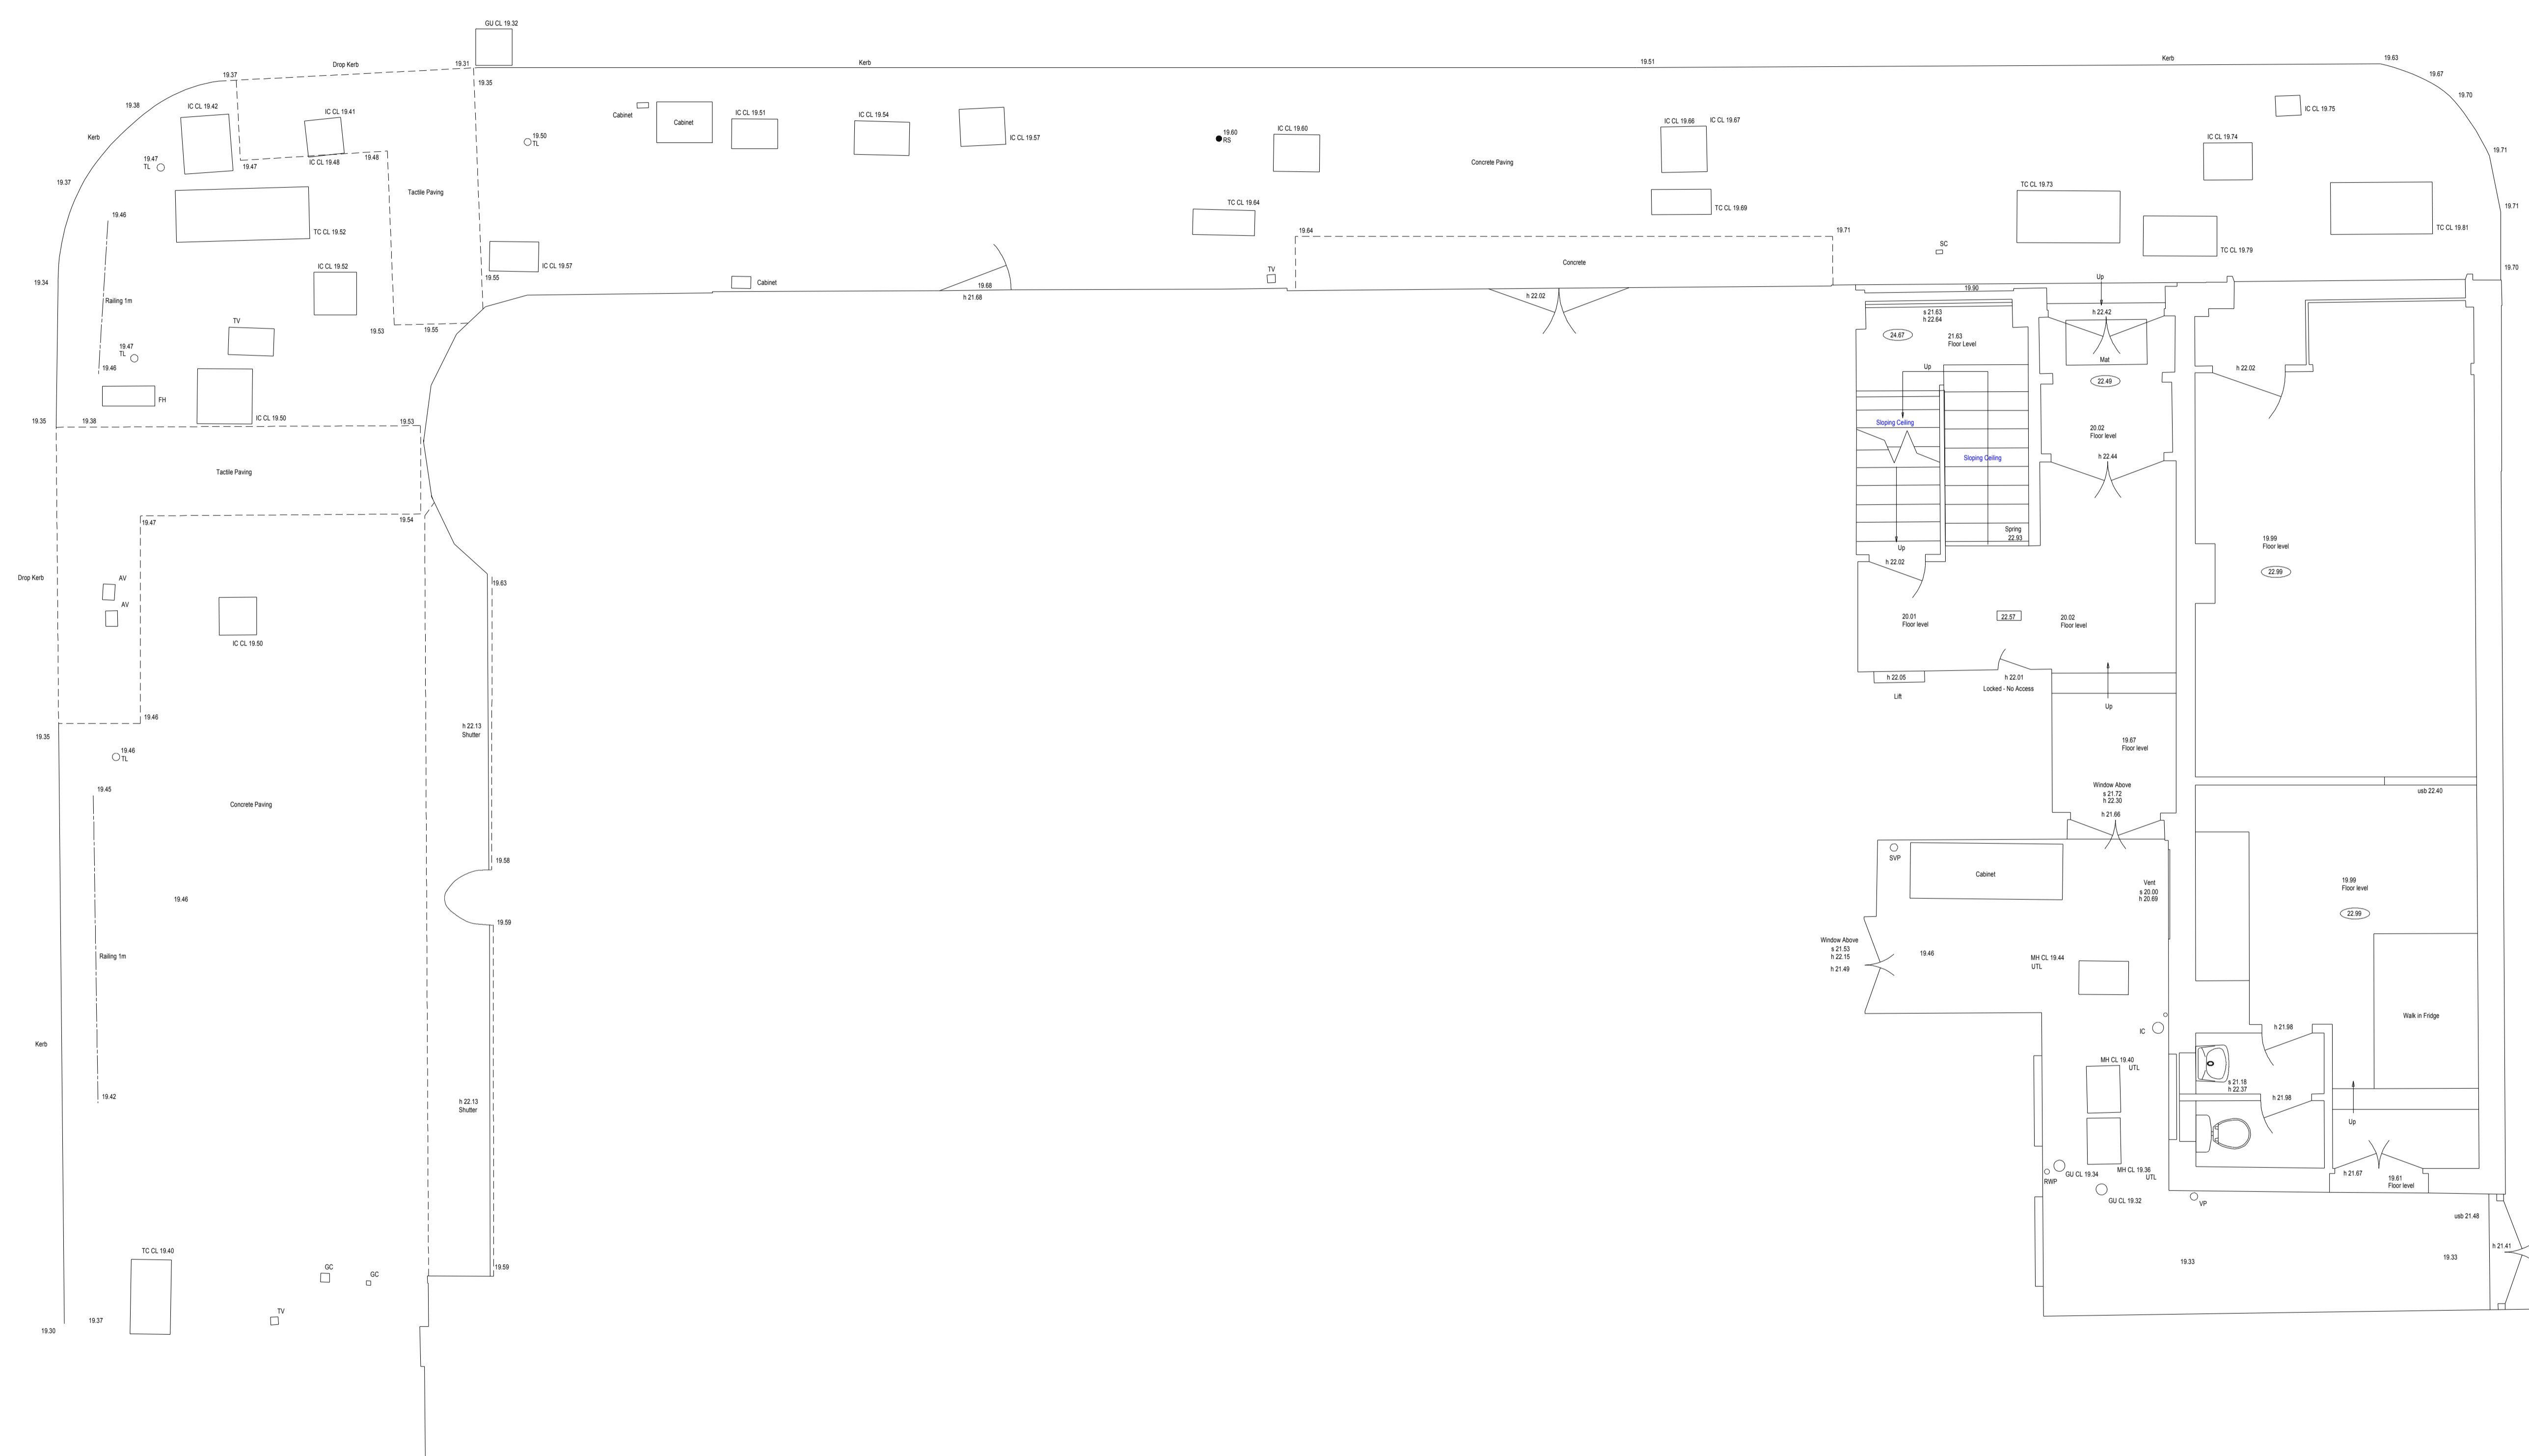 GU CL 19.32
Drop Kerb
19.31
Kerb
19.51
Kerb
19.63
19.37
19.35
19.67
19.38
IC CL 19.42
IC CL 19.41
19.70
Kerb
Cabinet
Cabinet
IC CL 19.51
IC CL 19.54
IC CL 19.57
IC CL 19.66
IC CL 19.67
IC CL 19.75
19.50
TL
19.60
RS
IC CL 19.60
IC CL 19.74
19.71
19.47
TL
19.47
IC CL 19.48
19.48
Concrete Paving
19.37
Tactile Paving
TC CL 19.73
19.46
TC CL 19.64
TC CL 19.69
19.71
TC CL 19.52
19.64
19.71
TC CL 19.81
SC
TC CL 19.79
IC CL 19.52
IC CL 19.57
TV
Concrete
19.70
19.34
19.55
Cabinet
19.68
h 21.68
h 22.02
19.90
Up
Railing 1m
TV
19.53
19.55
s 21.63
h 22.64
h 22.42
24.67
21.63
Floor Level
19.47
TL
19.46
Mat
Up
h 22.02
22.49
FH
IC CL 19.50
19.35
19.38
19.53
Sloping Ceiling
20.02
Floor level
Sloping Ceiling
h 22.44
Tactile Paving
19.47
19.54
Spring
22.93
19.99
Floor level
Up
h 22.02
22.99
Drop Kerb
AV
AV
19.63
20.01
Floor level
22.57
20.02
Floor level
IC CL 19.50
h 22.05
Lift
h 22.01
Locked - No Access
Up
19.46
19.35
h 22.13
Shutter
19.46
TL
19.67
Floor level
19.45
Window Above
s 21.72
h 22.30
usb 22.40
Concrete Paving
h 21.66
19.58
SVP
Cabinet
Vent
s 20.00
h 20.69
19.99
Floor level
19.46
22.99
19.59
Window Above
s 21.53
h 22.15
h 21.49
19.46
MH CL 19.44
UTL
Railing 1m
Walk in Fridge
IC
h 21.98
Kerb
MH CL 19.40
UTL
s 21.18
h 22.37
h 21.98
19.42
h 22.13
Shutter
Up
MH CL 19.36
UTL
GU CL 19.34
RWP
GU CL 19.32
VP
h 21.67
19.61
Floor level
usb 21.48
h 21.41
19.33
19.33
TC CL 19.40
GC
GC
19.59
TV
19.37
19.30